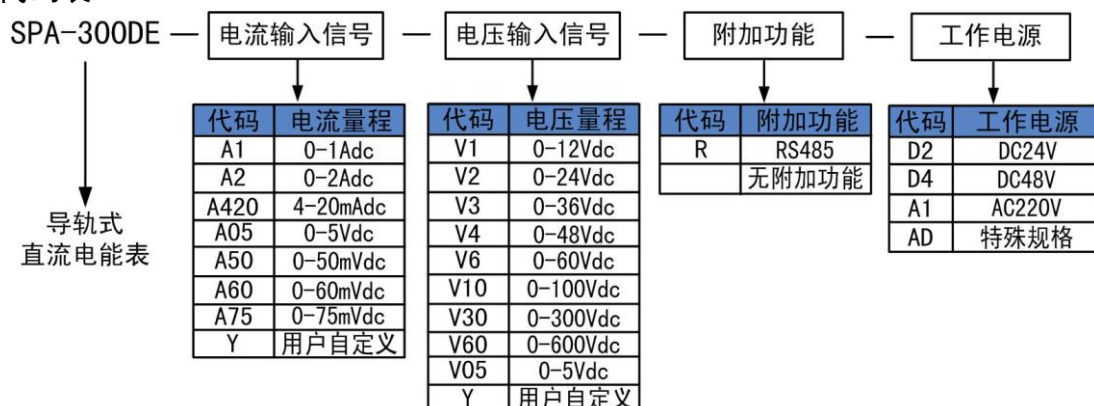 SPA-300DE — 电流输入信号 — 电压输入信号 — 附加功能 — 工作电源
导轨式
直流电能表
代码 电流量程
A1 0-1Adc
A2 0-2Adc
A420 4-20mAdc
A05 0-5Vdc
A50 0-50mVdc
A60 0-60mVdc
A75 0-75mVdc
Y 用户自定义
代码 电压量程
V1 0-12Vdc
V2 0-24Vdc
V3 0-36Vdc
V4 0-48Vdc
V6 0-60Vdc
V10 0-100Vdc
V30 0-300Vdc
V60 0-600Vdc
V05 0-5Vdc
Y 用户自定义
代码 附加功能
R RS485
无附加功能
代码 工作电源
D2 DC24V
D4 DC48V
A1 AC220V
AD 特殊规格